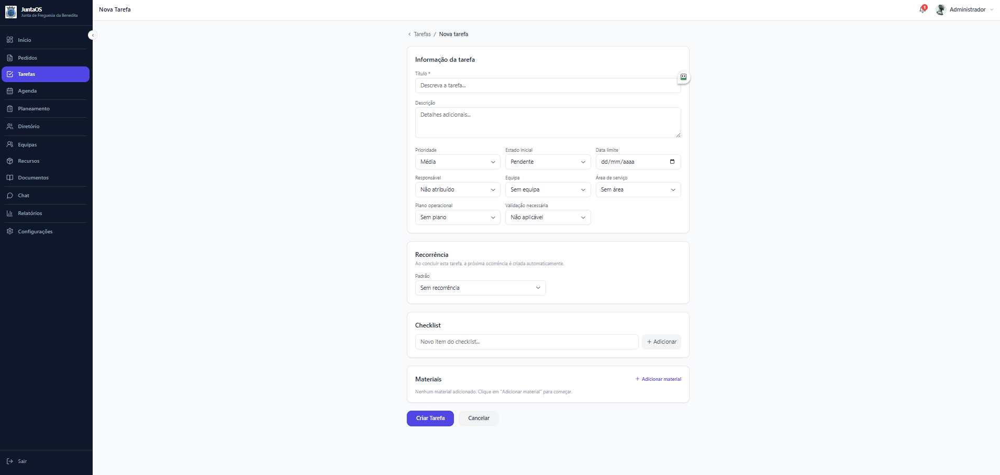 JuntaOS
Junta de Freguesia da Benedita
Nova Tarefa
1
Administrador
Início
Pedidos
Tarefas
Agenda
Planeamento
Diretório
Equipas
Recursos
Documentos
Chat
Relatórios
Configurações
Sair
Tarefas / Nova tarefa
Informação da tarefa
Título *
Descreva a tarefa...
Descrição
Detalhes adicionais...
Prioridade Estado inicial Data limite
Média Pendente dd/mm/aaaa
Responsável Equipa Área de serviço
Não atribuído Sem equipa Sem área
Plano operacional Validação necessária
Sem plano Não aplicável
Recorrência
Ao concluir esta tarefa, a próxima ocorrência é criada automaticamente.
Padrão
Sem recorrência
Checklist
Novo item do checklist... + Adicionar
Materiais + Adicionar material
Nenhum material adicionado. Clique em "Adicionar material" para começar.
Criar Tarefa Cancelar